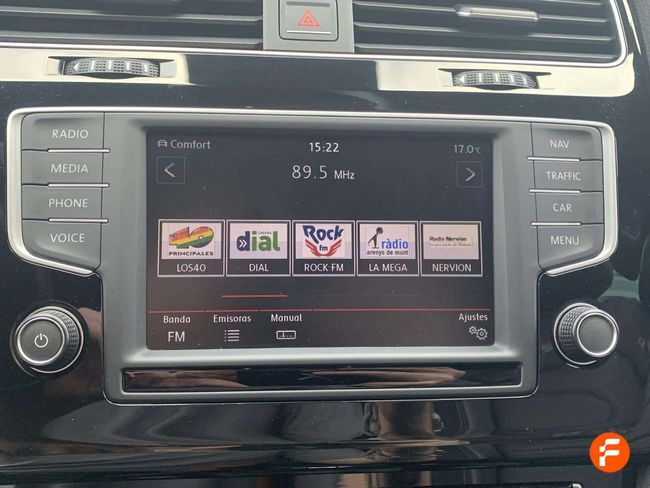 RADIO
MEDIA
PHONE
VOICE
NAV
TRAFFIC
CAR
MENU
Comfort
15:22
17.0°C
89.5 MHz
40
PRINCIPALES
CADENA
dial
Rock
fm
ràdio
arenys de munt
Radio Nervión
LOS40
DIAL
ROCK-FM
LA MEGA
NERVION
Banda
Emisoras
Manual
Ajustes
FM